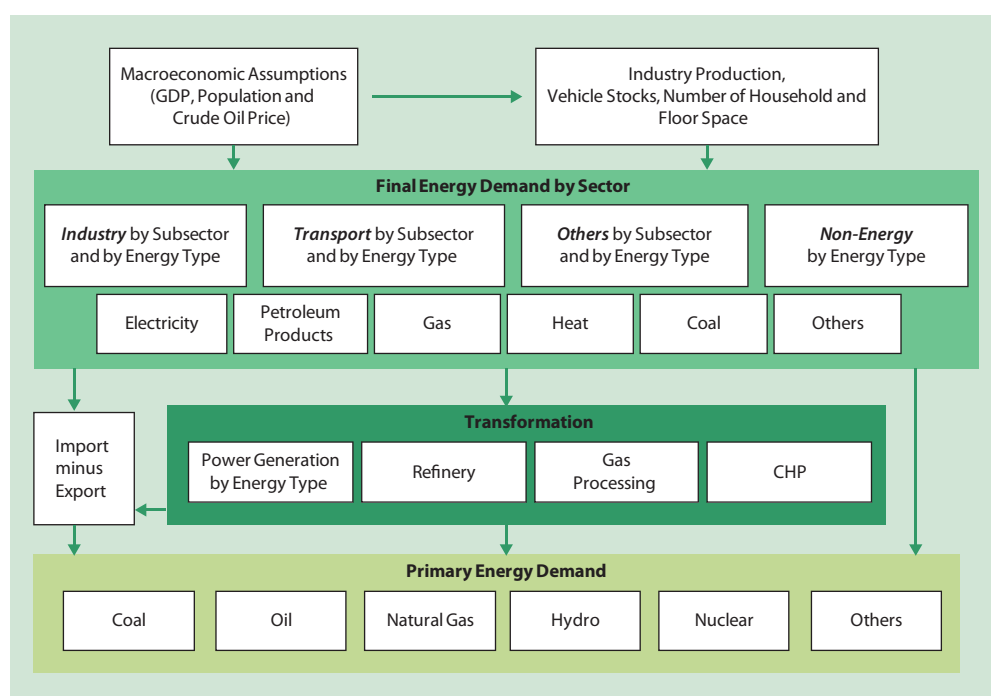 Macroeconomic Assumptions
(GDP, Population and
Crude Oil Price)
Industry Production,
Vehicle Stocks, Number of Household and
Floor Space
Final Energy Demand by Sector
Industry by Subsector
and by Energy Type
Transport by Subsector
and by Energy Type
Others by Subsector
and by Energy Type
Non-Energy
by Energy Type
Electricity
Petroleum
Products
Gas
Heat
Coal
Others
Import
minus
Export
Transformation
Power Generation
by Energy Type
Refinery
Gas
Processing
CHP
Primary Energy Demand
Coal
Oil
Natural Gas
Hydro
Nuclear
Others